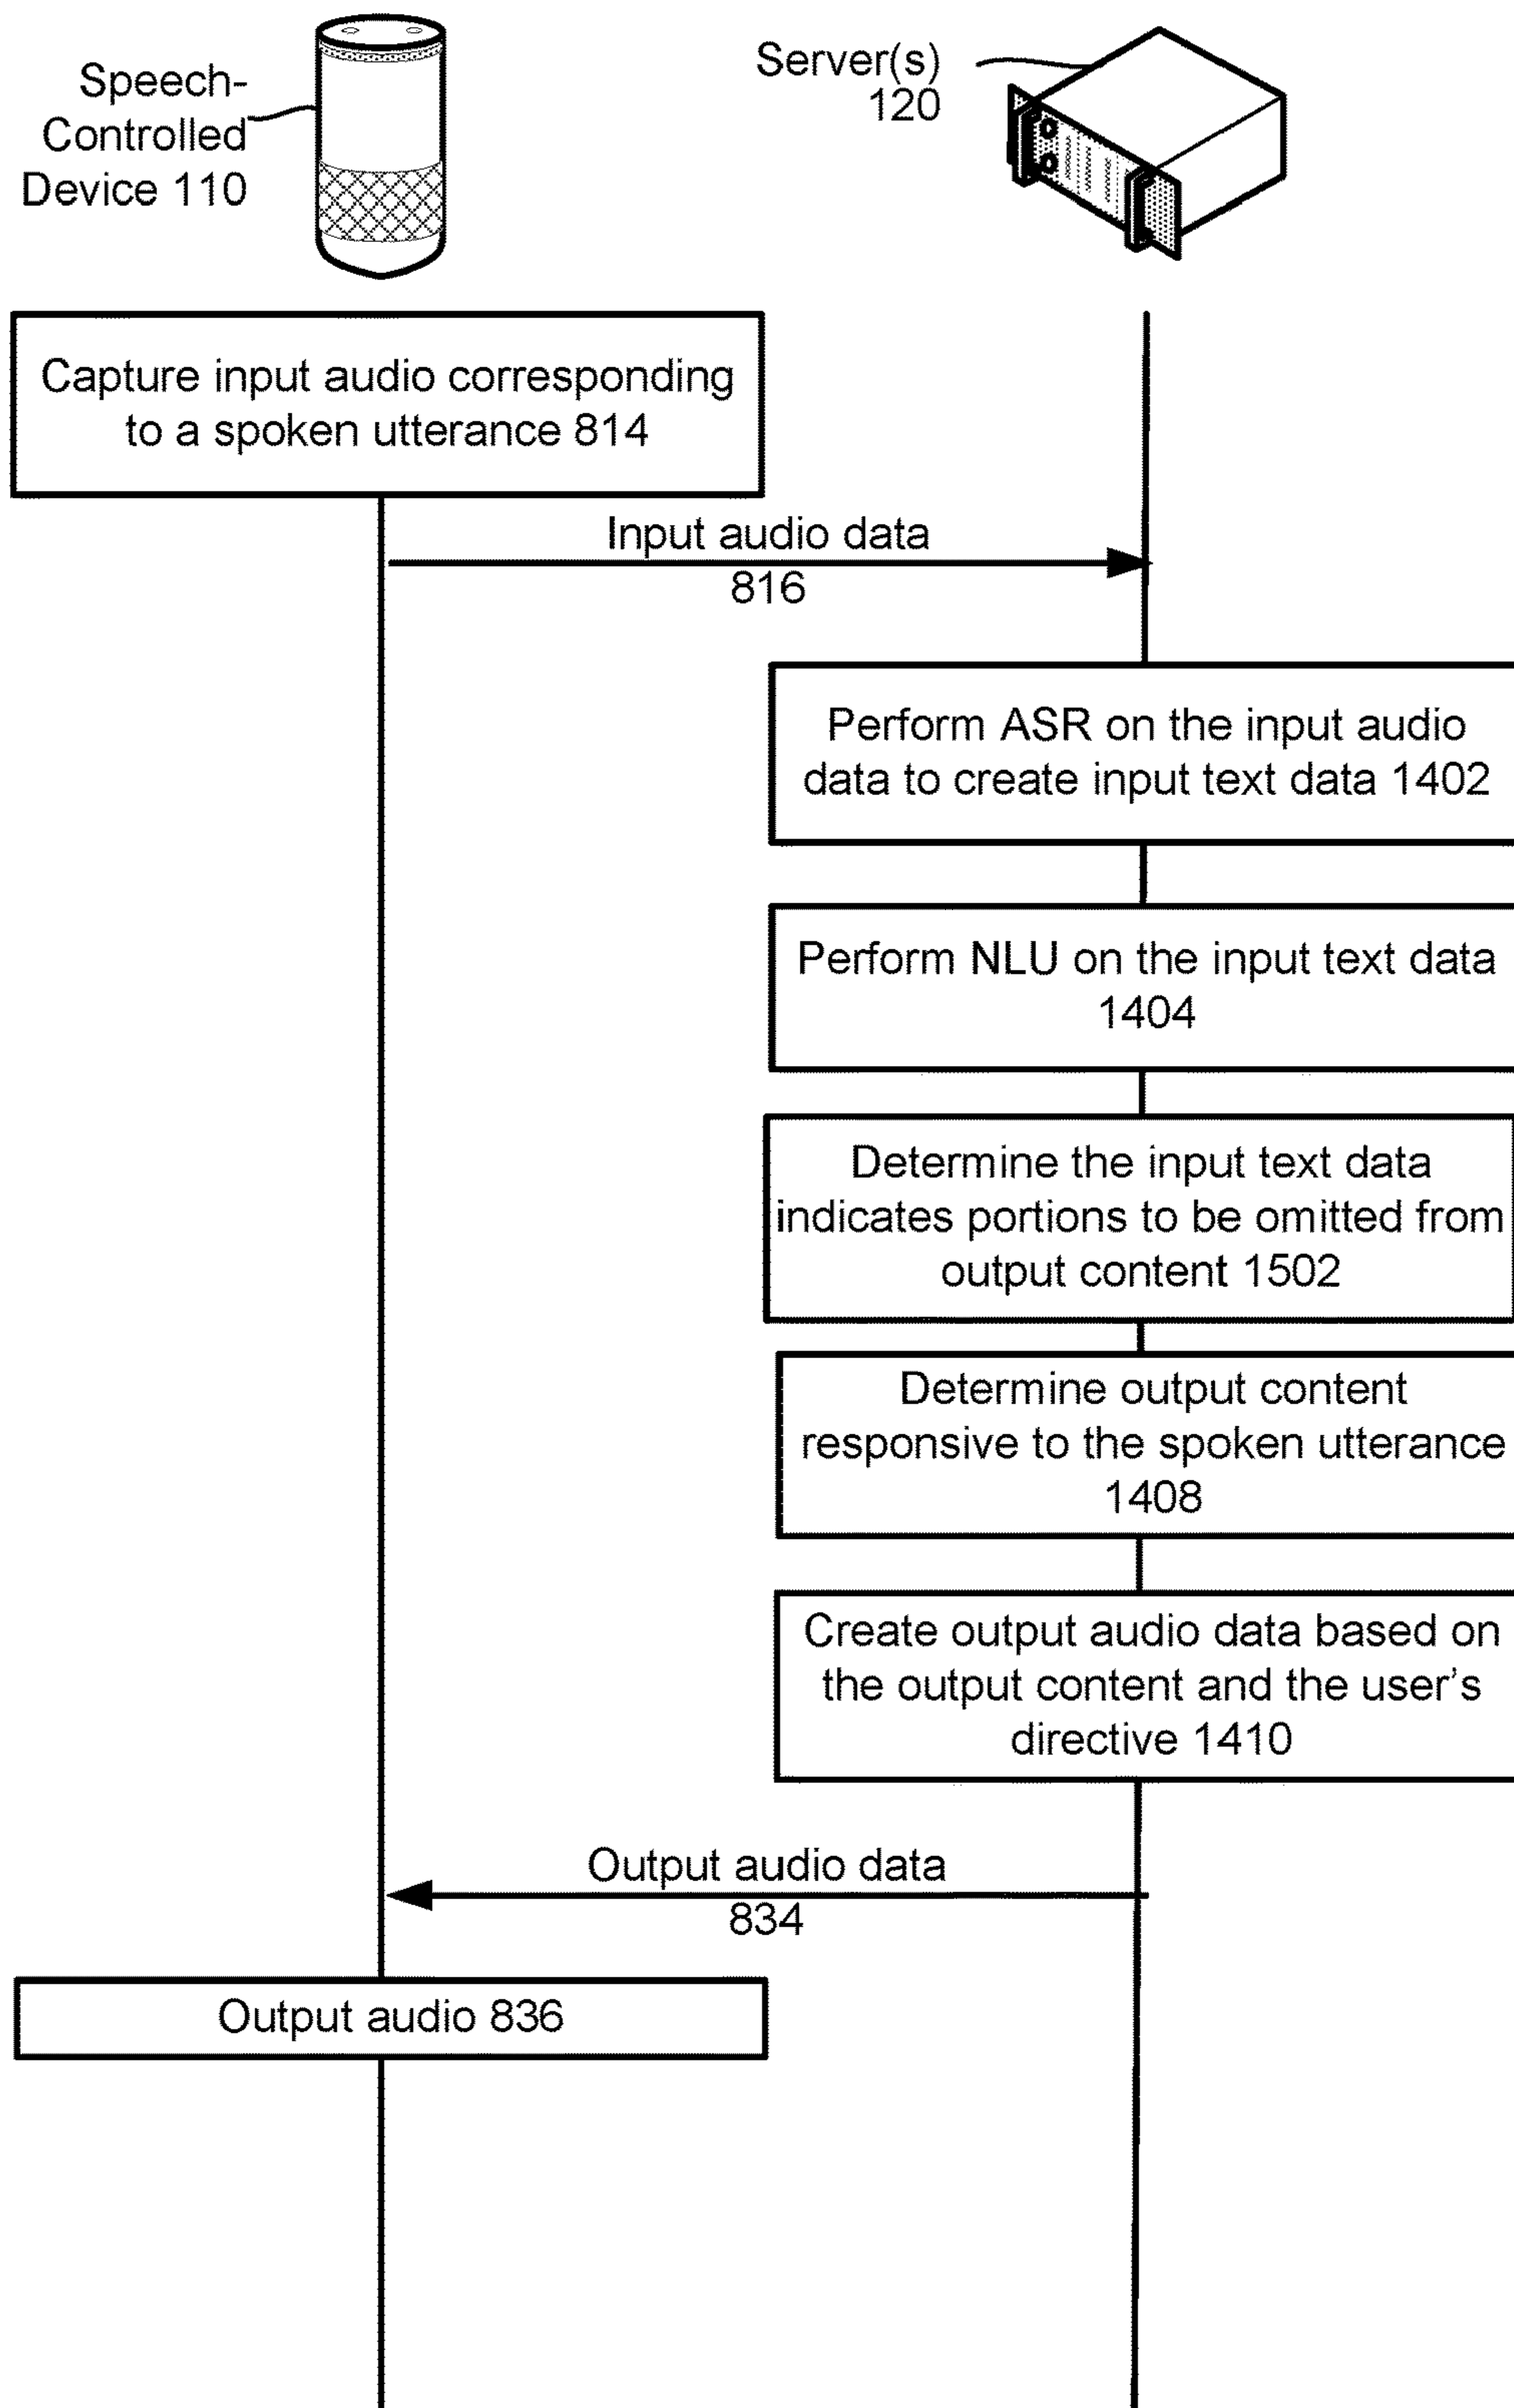 Speech-
Controlled
Device 110
Server(s)
120
Capture input audio corresponding
to a spoken utterance 814
Input audio data
816
Perform ASR on the input audio
data to create input text data 1402
Perform NLU on the input text data
1404
Determine the input text data
indicates portions to be omitted from
output content 1502
Determine output content
responsive to the spoken utterance
1408
Create output audio data based on
the output content and the user's
directive 1410
Output audio data
834
Output audio 836